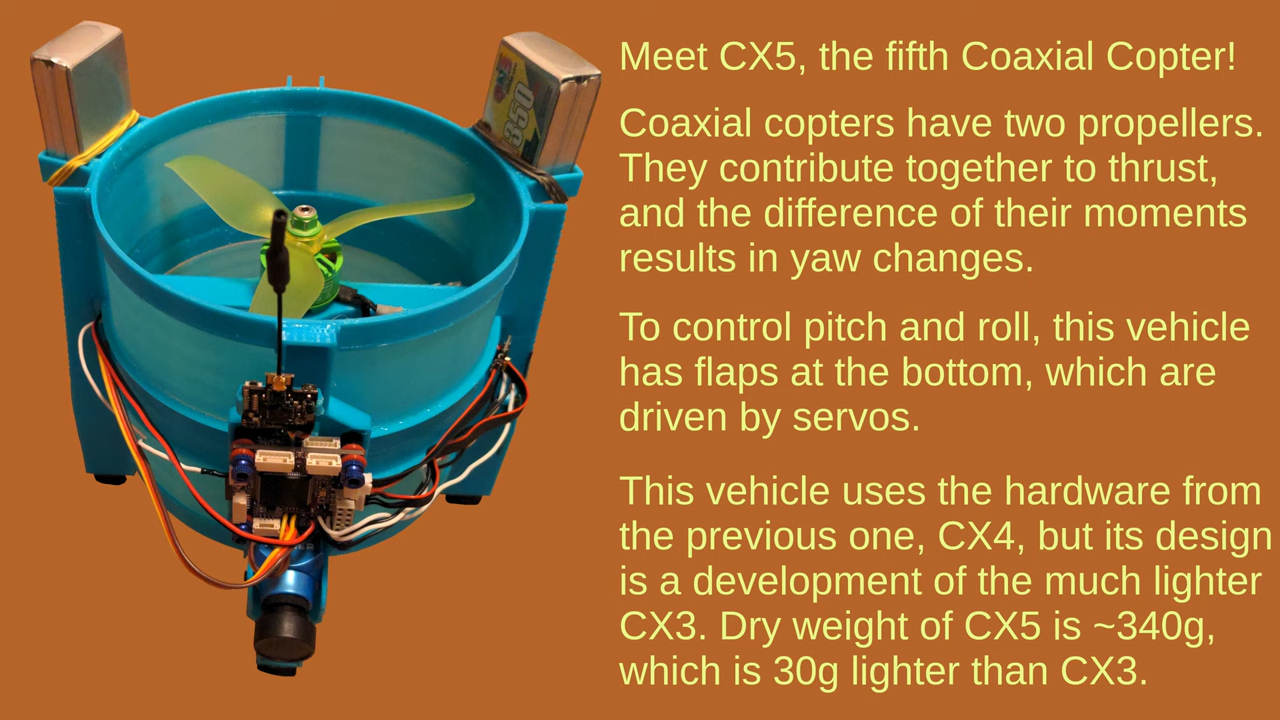 Meet CX5, the fifth Coaxial Copter!
Coaxial copters have two propellers.
They contribute together to thrust,
and the difference of their moments
results in yaw changes.
To control pitch and roll, this vehicle
has flaps at the bottom, which are
driven by servos.
This vehicle uses the hardware from
the previous one, CX4, but its design
is a development of the much lighter
CX3. Dry weight of CX5 is ~340g,
which is 30g lighter than CX3.